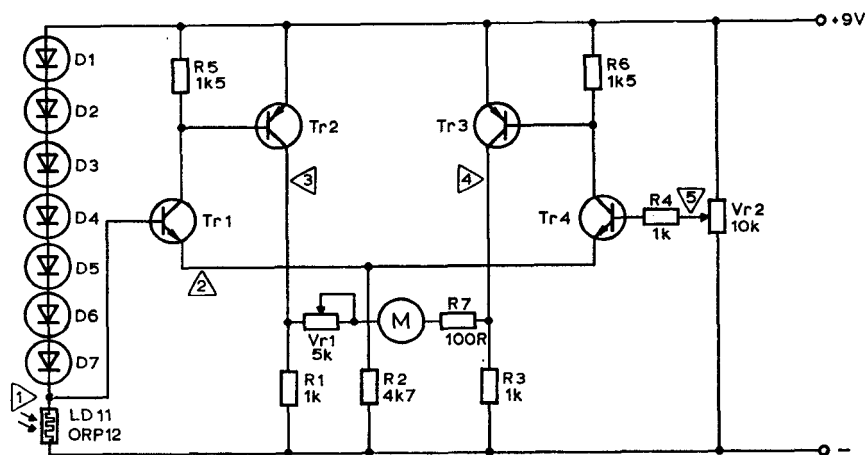 +9V
D1
D2
D3
D4
D5
D6
D7
R5
1k5
Tr2
Tr3
R6
1k5
3
4
5
Tr1
Tr4
R4
1k
Vr2
10k
2
Vr1
5k
M
R7
100R
1
R1
1k
R2
4k7
R3
1k
LD11
ORP12
-